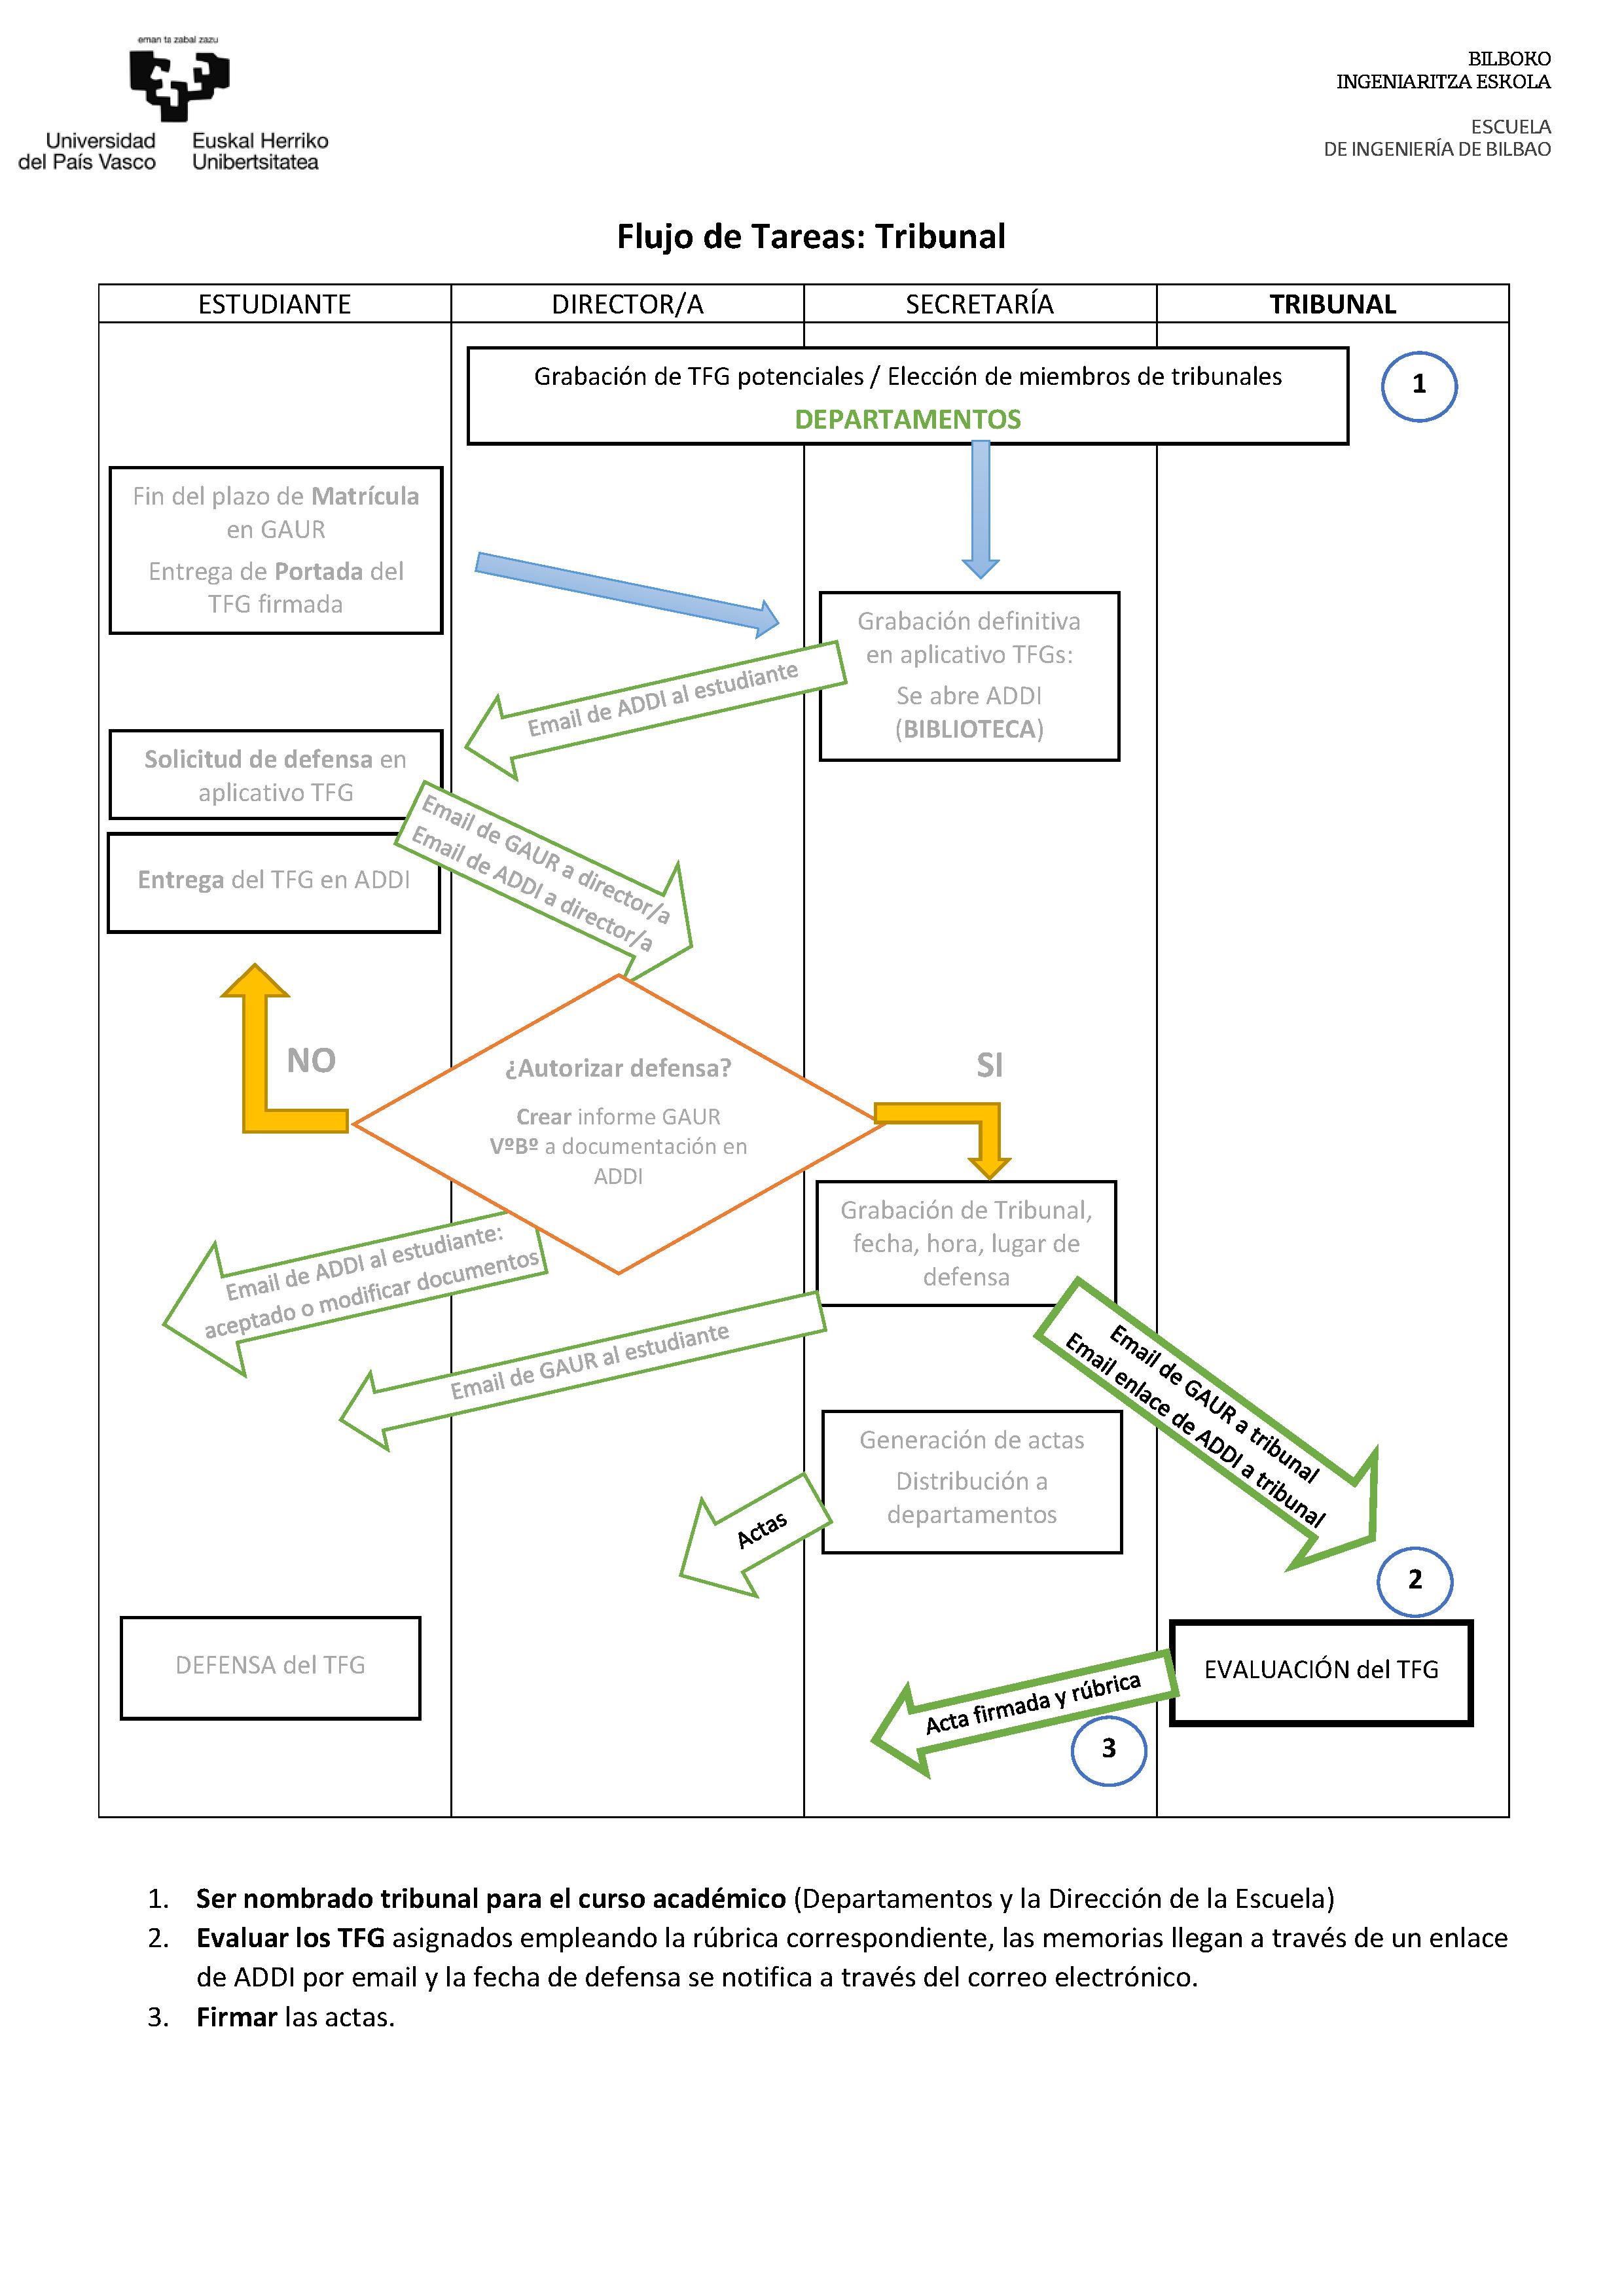 eman ta zabal zazu
Universidad
del País Vasco
Euskal Herriko
Unibertsitatea
BILBOKO
INGENIARITZA ESKOLA
ESCUELA
DE INGENIERÍA DE BILBAO
Flujo de Tareas: Tribunal
ESTUDIANTE
DIRECTOR/A
SECRETARÍA
TRIBUNAL
Grabación de TFG potenciales / Elección de miembros de tribunales
DEPARTAMENTOS
1
Fin del plazo de Matrícula
en GAUR
Entrega de Portada del
TFG firmada
Grabación definitiva
en aplicativo TFGs:
Se abre ADDI
(BIBLIOTECA)
Email de ADDI al estudiante
Solicitud de defensa en
aplicativo TFG
Email de GAUR a director/a
Email de ADDI a director/a
Entrega del TFG en ADDI
NO
¿Autorizar defensa?
Crear informe GAUR
VºBº a documentación en
ADDI
SI
Grabación de Tribunal,
fecha, hora, lugar de
defensa
Email de ADDI al estudiante:
aceptado o modificar documentos
Email de GAUR al estudiante
Email de GAUR a tribunal
Email enlace de ADDI a tribunal
Generación de actas
Distribución a
departamentos
Actas
2
DEFENSA del TFG
EVALUACIÓN del TFG
Acta firmada y rúbrica
3
1. Ser nombrado tribunal para el curso académico (Departamentos y la Dirección de la Escuela)
2. Evaluar los TFG asignados empleando la rúbrica correspondiente, las memorias llegan a través de un enlace
de ADDI por email y la fecha de defensa se notifica a través del correo electrónico.
3. Firmar las actas.